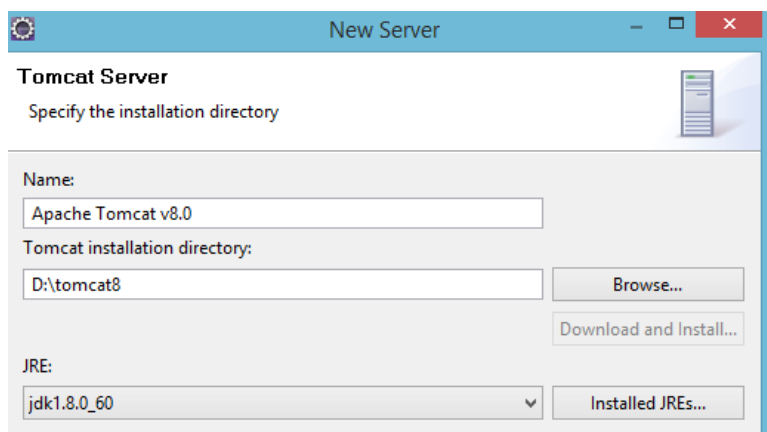 New Server
Tomcat Server
Specify the installation directory
Name:
Apache Tomcat v8.0
Tomcat installation directory:
D:\tomcat8
Browse...
Download and Install...
JRE:
jdk1.8.0_60
Installed JREs...